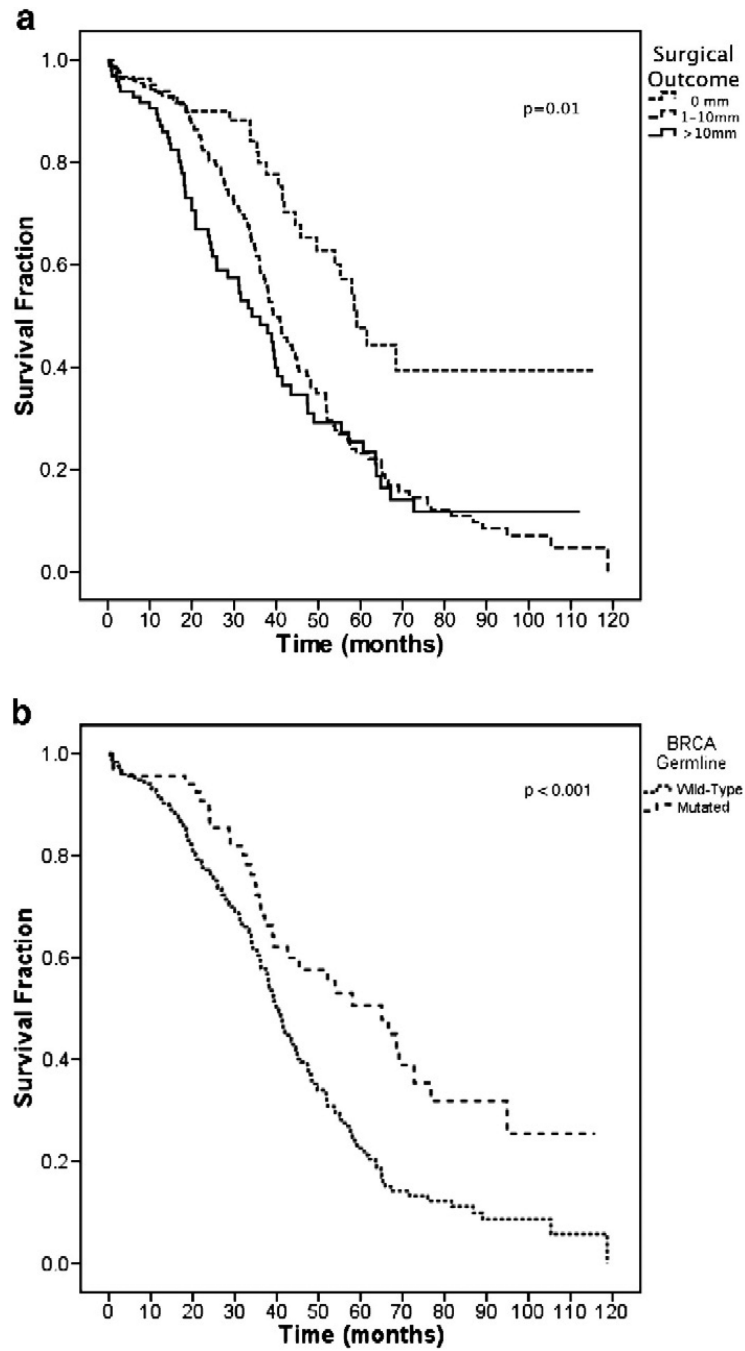 a
Surgical
Outcome
0 mm
1-10mm
>10mm
p=0.01
1.0
0.8
0.6
0.4
0.2
0.0
Survival Fraction
0 10 20 30 40 50 60 70 80 90 100 110 120
Time (months)
b
BRCA
Germline
Wild-Type
Mutated
p < 0.001
1.0
0.8
0.6
0.4
0.2
0.0
Survival Fraction
0 10 20 30 40 50 60 70 80 90 100 110 120
Time (months)